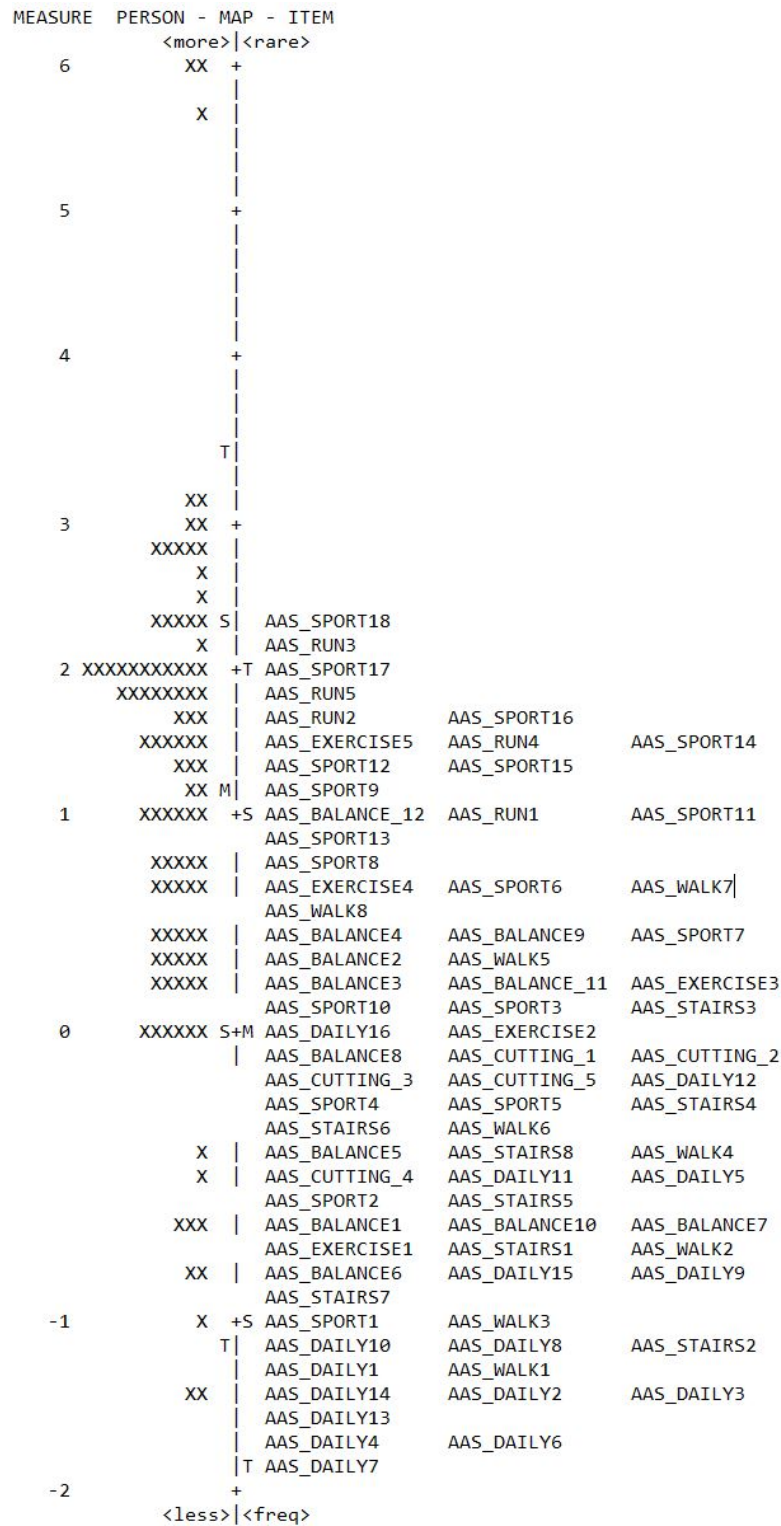 MEASURE PERSON - MAP - ITEM
<more>|<rare>
6 XX +
|
X |
|
|
|
5 +
|
|
|
|
|
4 +
|
|
|
T|
|
XX |
3 XX +
XXXXX |
X |
X |
XXXXX S| AAS_SPORT18
X | AAS_RUN3
2 XXXXXXXXXXX +T AAS_SPORT17
XXXXXXXX | AAS_RUN5
XXX | AAS_RUN2 AAS_SPORT16
XXXXXX | AAS_EXERCISE5 AAS_RUN4 AAS_SPORT14
XXX | AAS_SPORT12 AAS_SPORT15
XX M| AAS_SPORT9
1 XXXXXX +S AAS_BALANCE_12 AAS_RUN1 AAS_SPORT11
AAS_SPORT13
XXXXX | AAS_SPORT8
XXXXX | AAS_EXERCISE4 AAS_SPORT6 AAS_WALK7
AAS_WALK8
XXXXX | AAS_BALANCE4 AAS_BALANCE9 AAS_SPORT7
XXXXX | AAS_BALANCE2 AAS_WALK5
XXXXX | AAS_BALANCE3 AAS_BALANCE_11 AAS_EXERCISE3
AAS_SPORT10 AAS_SPORT3 AAS_STAIRS3
0 XXXXXX S+M AAS_DAILY16 AAS_EXERCISE2
| AAS_BALANCE8 AAS_CUTTING_1 AAS_CUTTING_2
AAS_CUTTING_3 AAS_CUTTING_5 AAS_DAILY12
AAS_SPORT4 AAS_SPORT5 AAS_STAIRS4
AAS_STAIRS6 AAS_WALK6
X | AAS_BALANCE5 AAS_STAIRS8 AAS_WALK4
X | AAS_CUTTING_4 AAS_DAILY11 AAS_DAILY5
AAS_SPORT2 AAS_STAIRS5
XXX | AAS_BALANCE1 AAS_BALANCE10 AAS_BALANCE7
AAS_EXERCISE1 AAS_STAIRS1 AAS_WALK2
XX | AAS_BALANCE6 AAS_DAILY15 AAS_DAILY9
AAS_STAIRS7
-1 X +S AAS_SPORT1 AAS_WALK3
T| AAS_DAILY10 AAS_DAILY8 AAS_STAIRS2
| AAS_DAILY1 AAS_WALK1
XX | AAS_DAILY14 AAS_DAILY2 AAS_DAILY3
| AAS_DAILY13
| AAS_DAILY4 AAS_DAILY6
|T AAS_DAILY7
-2 +
<less>|<freq>